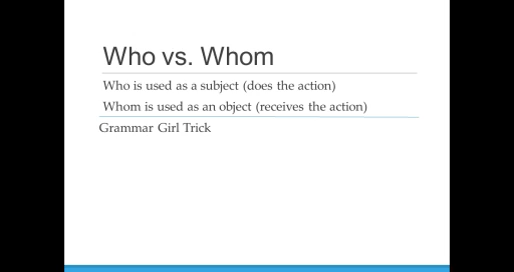 Who vs. Whom
Who is used as a subject (does the action)
Whom is used as an object (receives the action)
Grammar Girl Trick